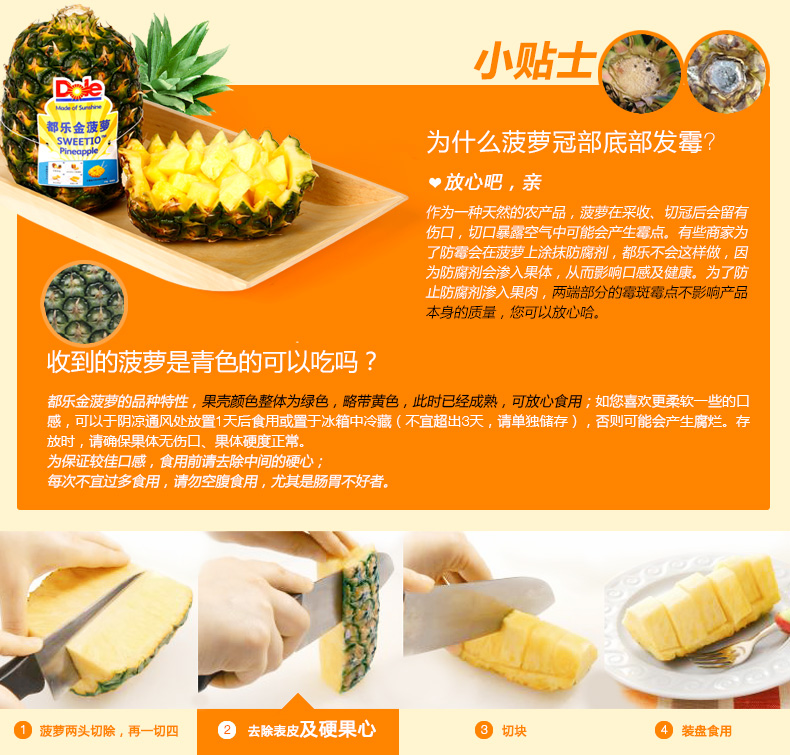 小贴士
Dole
Made of Sunshine
都乐金菠萝
SWEETIO™
Pineapple
为什么菠萝冠部底部发霉?
❤放心吧，亲
作为一种天然的农产品，菠萝在采收、切冠后会留有
伤口，切口暴露空气中可能会产生霉点。有些商家为
了防霉会在菠萝上涂抹防腐剂，都乐不会这样做，因
为防腐剂会渗入果体，从而影响口感及健康。为了防
止防腐剂渗入果肉，两端部分的霉斑霉点不影响产品
本身的质量，您可以放心哈。
收到的菠萝是青色的可以吃吗？
都乐金菠萝的品种特性，果壳颜色整体为绿色，略带黄色，此时已经成熟，可放心食用；如您喜欢更柔软一些的口
感，可以于阴凉通风处放置1天后食用或置于冰箱中冷藏（不宜超出3天，请单独储存），否则可能会产生腐烂。存
放时，请确保果体无伤口、果体硬度正常。
为保证较佳口感，食用前请去除中间的硬心；
每次不宜过多食用，请勿空腹食用，尤其是肠胃不好者。
1 菠萝两头切除，再一切四
2 去除表皮及硬果心
3 切块
4 装盘食用